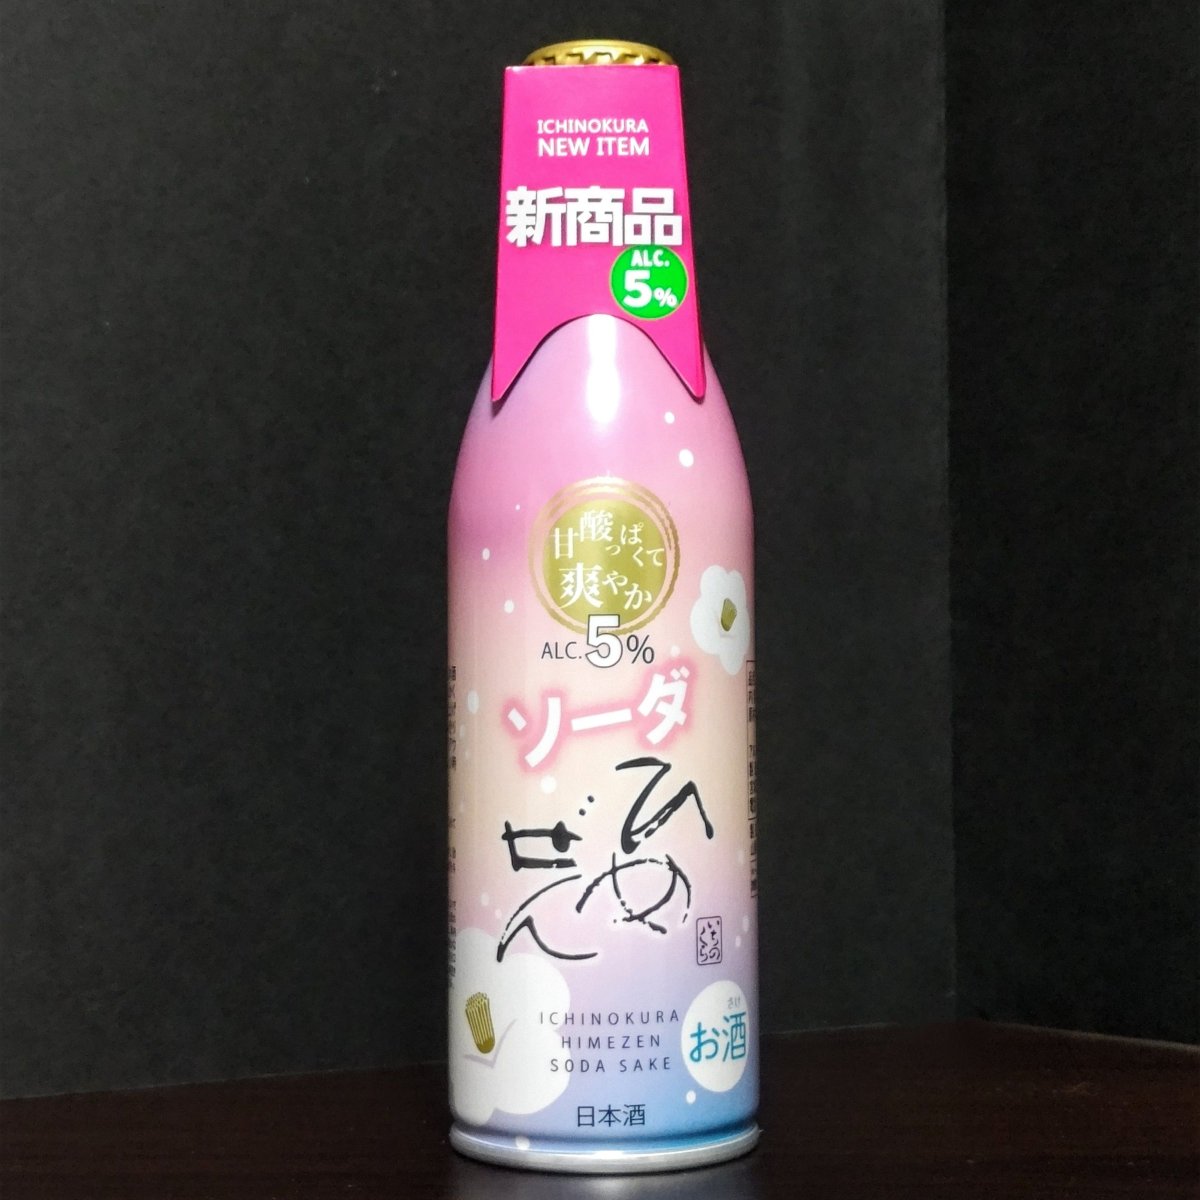 ICHINOKURA
NEW ITEM
新商品
ALC.
5%
甘酸っぱくて
爽やか
ALC.5%
ソーダ
ひめ
ぜん
いちの
くら
ICHINOKURA
HIMEZEN
SODA SAKE
さけ
お酒
日本酒